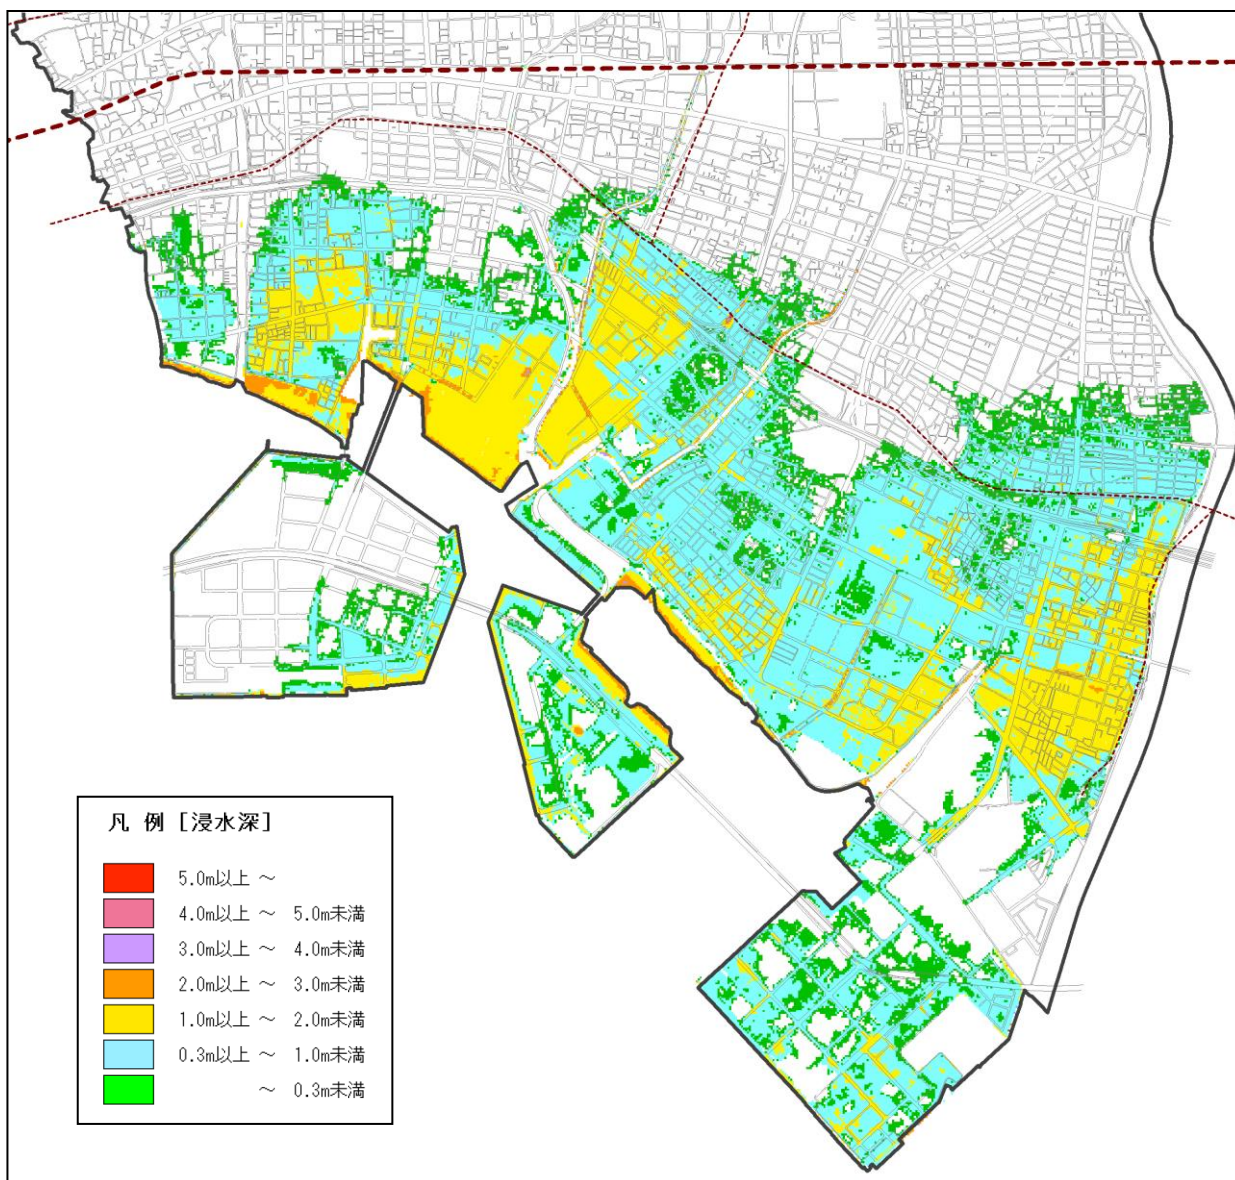 凡 例 [浸水深]
5.0m以上 ～
4.0m以上 ～ 5.0m未満
3.0m以上 ～ 4.0m未満
2.0m以上 ～ 3.0m未満
1.0m以上 ～ 2.0m未満
0.3m以上 ～ 1.0m未満
～ 0.3m未満